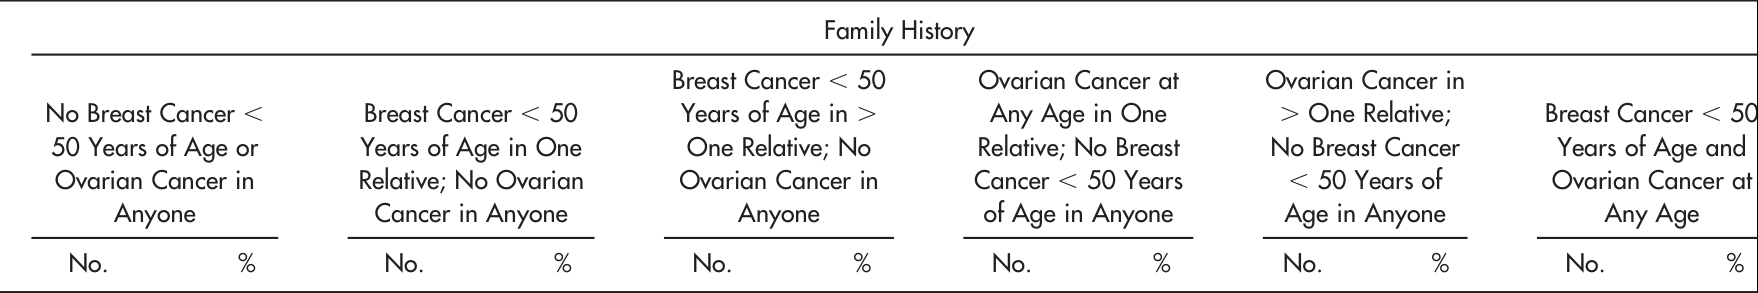 Family History
No Breast Cancer <
50 Years of Age or
Ovarian Cancer in
Anyone
Breast Cancer < 50
Years of Age in One
Relative; No Ovarian
Cancer in Anyone
Breast Cancer < 50
Years of Age in >
One Relative; No
Ovarian Cancer in
Anyone
Ovarian Cancer at
Any Age in One
Relative; No Breast
Cancer < 50 Years
of Age in Anyone
Ovarian Cancer in
> One Relative;
No Breast Cancer
< 50 Years of
Age in Anyone
Breast Cancer < 50
Years of Age and
Ovarian Cancer at
Any Age
No. % No. % No. % No. % No. % No. %